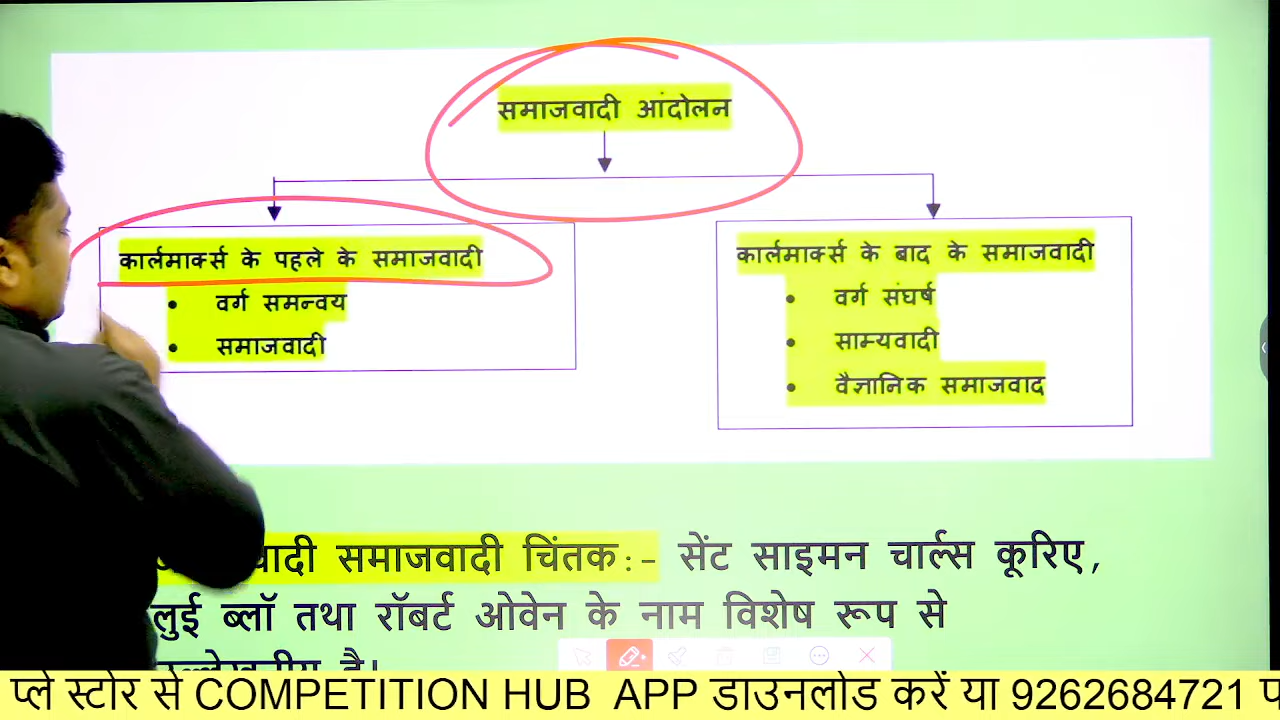 समाजवादी आंदोलन
कार्लमार्क्स के पहले के समाजवादी
• वर्ग समन्वय
• समाजवादी
कार्लमार्क्स के बाद के समाजवादी
• वर्ग संघर्ष
• साम्यवादी
• वैज्ञानिक समाजवाद
समाजवादी चिंतक:- सेंट साइमन चार्ल्स कूरिए,
लुई ब्लॉ तथा रॉबर्ट ओवेन के नाम विशेष रूप से
है।
प्ले स्टोर से COMPETITION HUB APP डाउनलोड करें या 9262684721